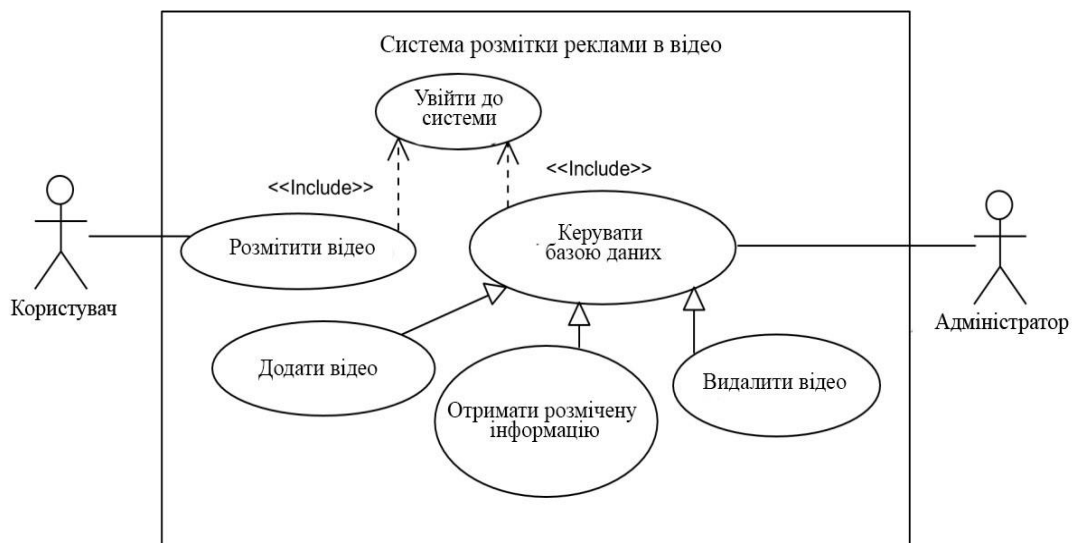 Система розмітки реклами в відео
Увійти до
системи
<<Include>>
<<Include>>
Розмітити відео
Керувати
базою даних
Користувач
Адміністратор
Додати відео
Отримати розмічену
інформацію
Видалити відео